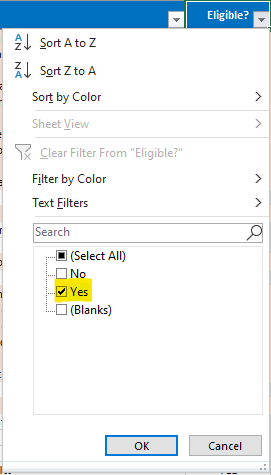 Eligible?
Sort A to Z
Sort Z to A
Sort by Color
Sheet View
Clear Filter From "Eligible?"
Filter by Color
Text Filters
Search
(Select All)
No
Yes
(Blanks)
OK
Cancel